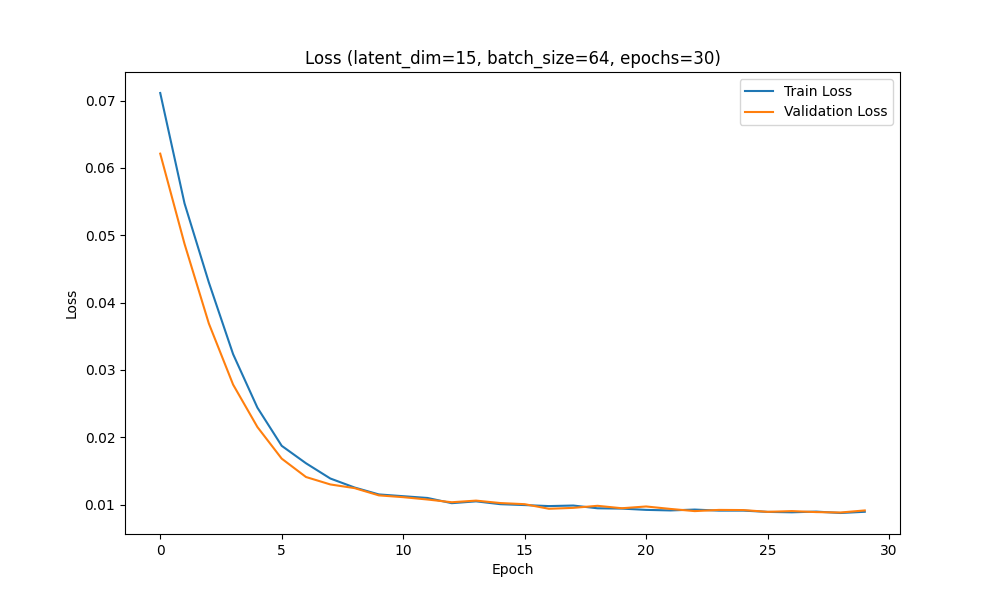 Loss (latent_dim=15, batch_size=64, epochs=30)
Train Loss
Validation Loss
0.07
0.06
0.05
0.04
0.03
0.02
0.01
Loss
0 5 10 15 20 25 30
Epoch